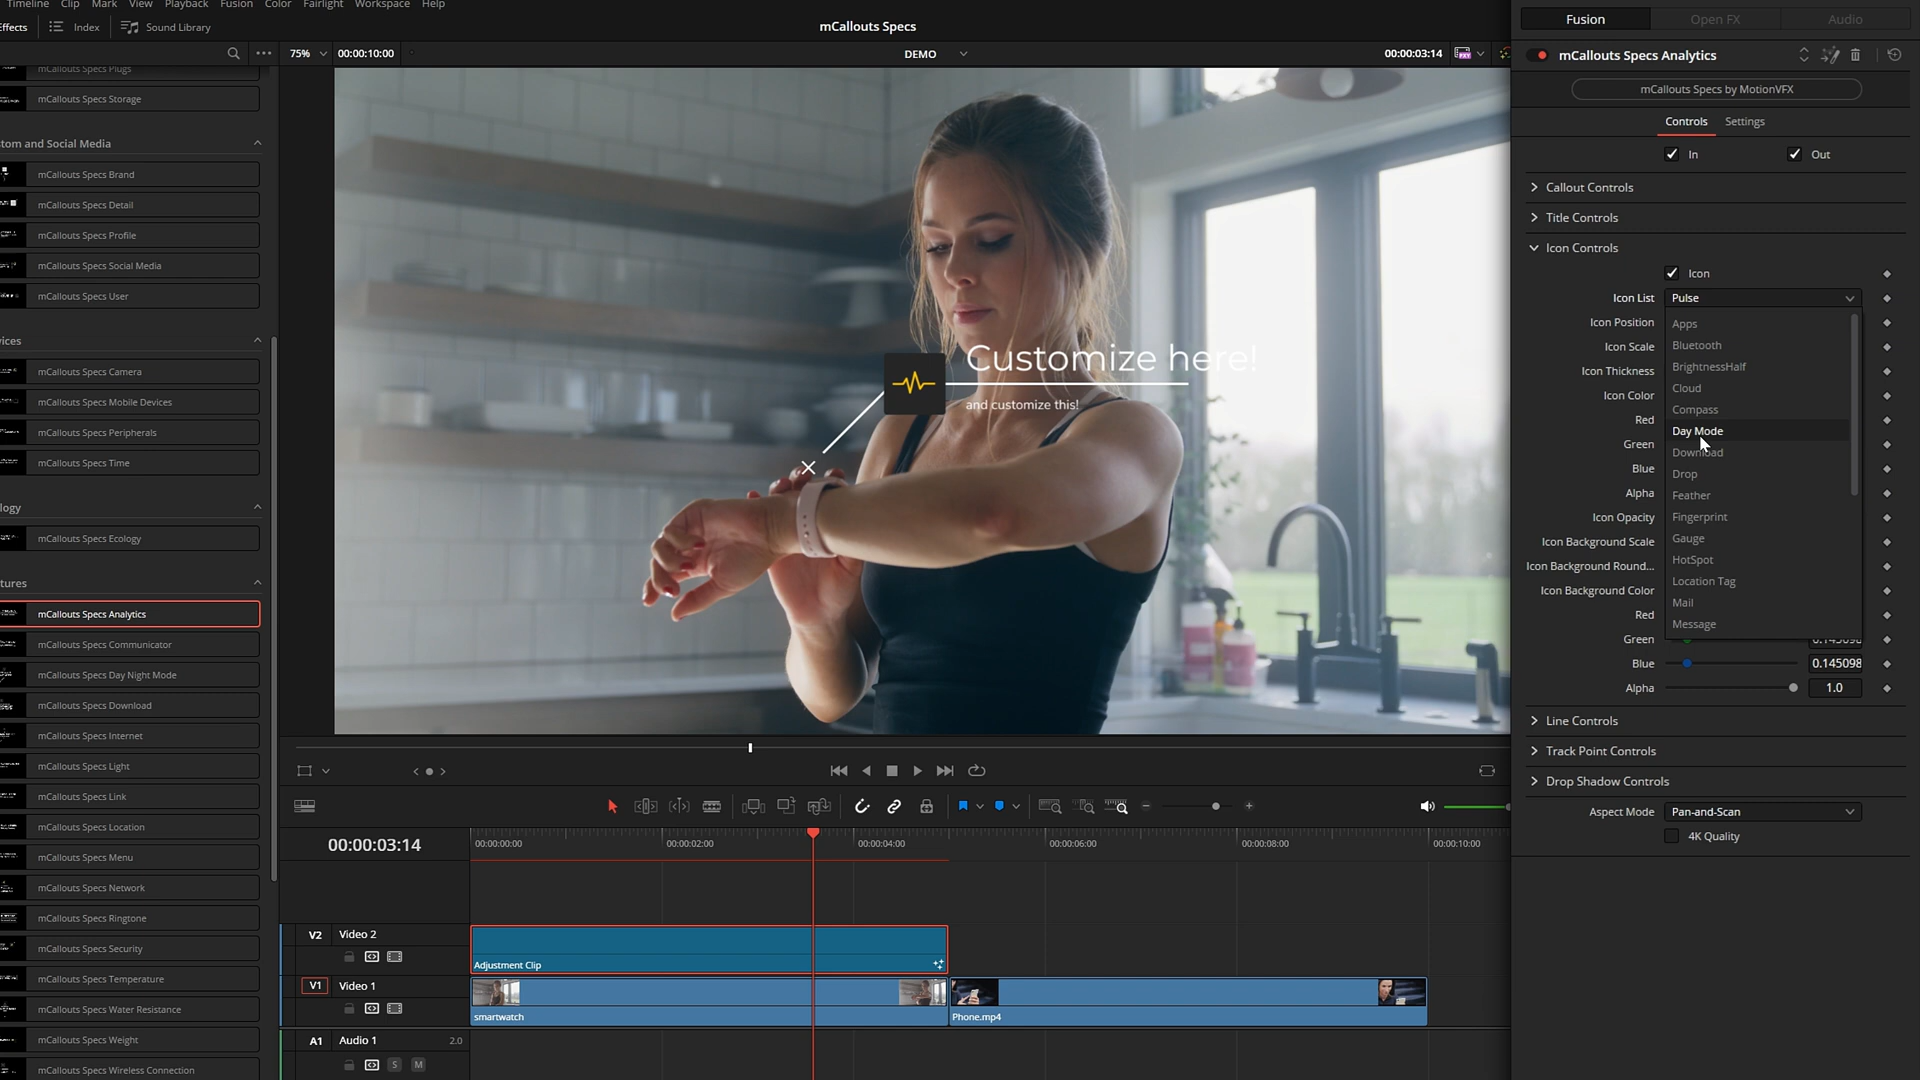 Timeline Clip Mark View Playback Fusion Color Fairlight Workspace Help
ffects Index Sound Library
mCallouts Specs
75% 00:00:10:00
DEMO
00:00:03:14
mCallouts Specs Plugs
mCallouts Specs Storage
tom and Social Media
mCallouts Specs Brand
mCallouts Specs Detail
mCallouts Specs Profile
mCallouts Specs Social Media
mCallouts Specs User
vices
mCallouts Specs Camera
mCallouts Specs Mobile Devices
mCallouts Specs Peripherals
mCallouts Specs Time
logy
mCallouts Specs Ecology
tures
mCallouts Specs Analytics
mCallouts Specs Communicator
mCallouts Specs Day Night Mode
mCallouts Specs Download
mCallouts Specs Internet
mCallouts Specs Light
mCallouts Specs Link
mCallouts Specs Location
mCallouts Specs Menu
mCallouts Specs Network
mCallouts Specs Ringtone
mCallouts Specs Security
mCallouts Specs Temperature
mCallouts Specs Water Resistance
mCallouts Specs Weight
mCallouts Specs Wireless Connection
Customize here!
and customize this!
00:00:03:14
00:00:00:00
00:00:02:00
00:00:04:00
00:00:06:00
00:00:08:00
00:00:10:00
V2 Video 2
Adjustment Clip
V1 Video 1
smartwatch
Phone.mp4
A1 Audio 1 2.0
S M
Fusion
Open FX
Audio
mCallouts Specs Analytics
mCallouts Specs by MotionVFX
Controls Settings
In Out
Callout Controls
Title Controls
Icon Controls
Icon
Icon List Pulse
Icon Position
Icon Scale
Icon Thickness
Icon Color
Red
Green
Blue
Alpha
Icon Opacity
Icon Background Scale
Icon Background Round...
Icon Background Color
Red
Green 0.145098
Blue 0.145098
Alpha 1.0
Apps
Bluetooth
BrightnessHalf
Cloud
Compass
Day Mode
Download
Drop
Feather
Fingerprint
Gauge
HotSpot
Location Tag
Mail
Message
Line Controls
Track Point Controls
Drop Shadow Controls
Aspect Mode Pan-and-Scan
4K Quality